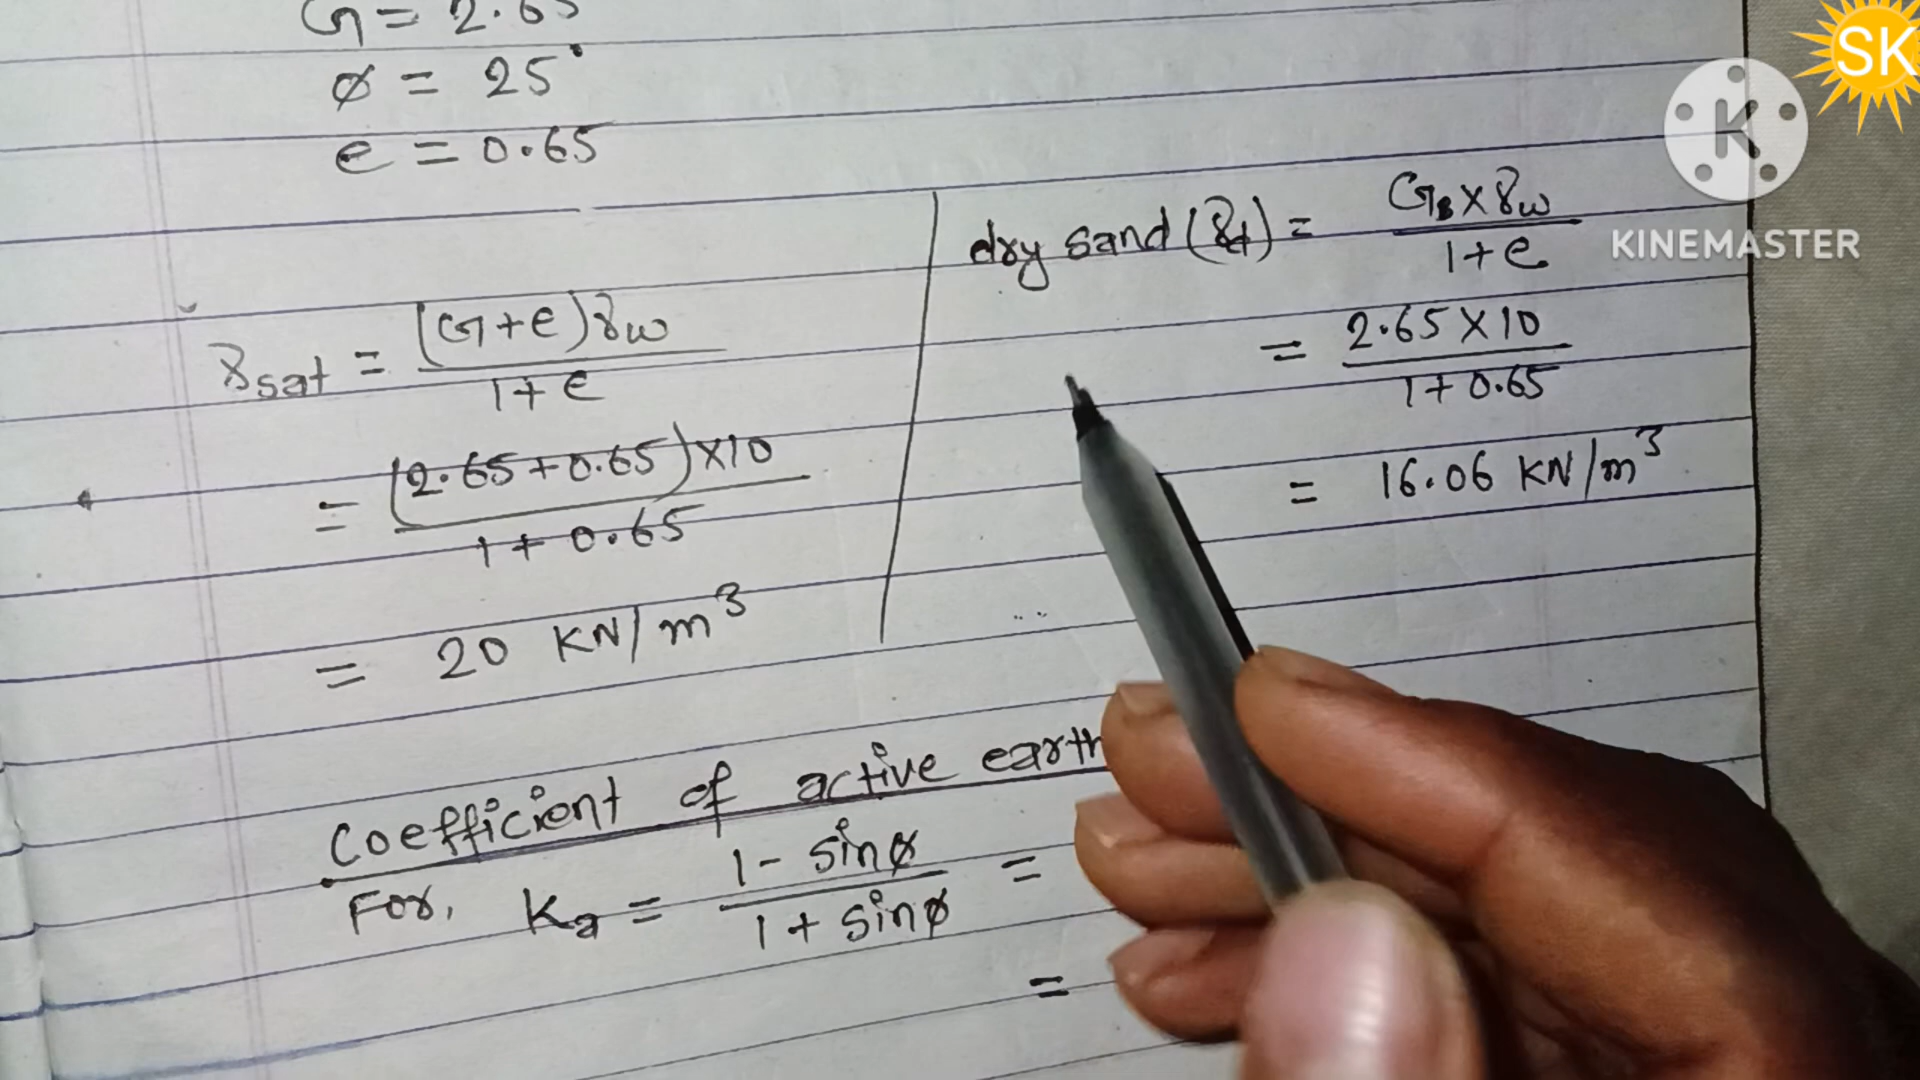 G = 2.65
ø = 25°
e = 0.65
γsat = (G+e)γw / 1+e
= (2.65+0.65)×10 / 1+0.65
= 20 KN/m³
dry sand (γd) = Gs×γw / 1+e
= 2.65×10 / 1+0.65
= 16.06 KN/m³
Coefficient of active earth
For, Ka = 1-sinø / 1+sinø =
=
SK
K
KINEMASTER